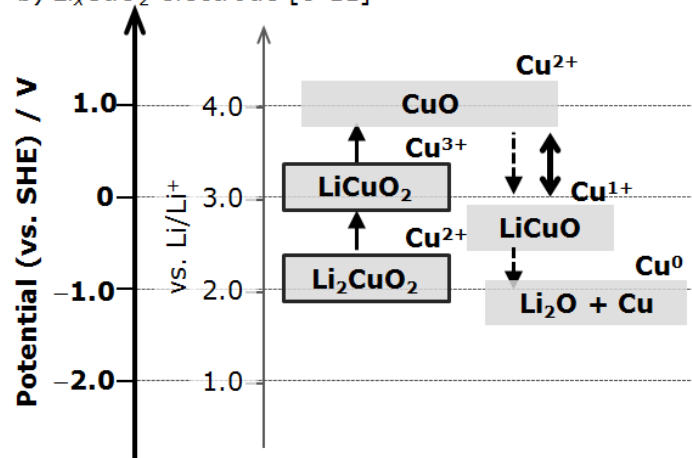 Potential (vs. SHE) / V
1.0
0
−1.0
−2.0
vs. Li/Li⁺
4.0
3.0
2.0
1.0
Cu²⁺
CuO
Cu³⁺
LiCuO₂
Cu¹⁺
LiCuO
Cu²⁺
Li₂CuO₂
Cu⁰
Li₂O + Cu